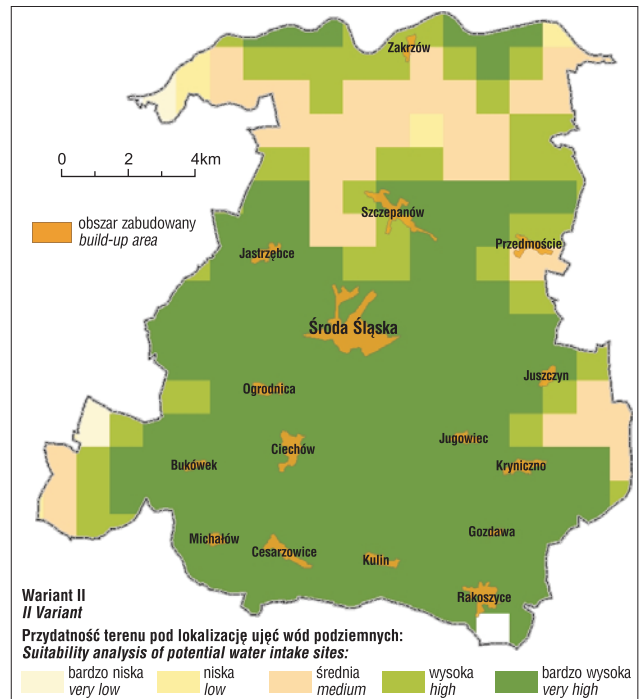 Zakrzów
0 2 4km
obszar zabudowany
build-up area
Szczepanów
Przedmoście
Jastrzębce
Środa Śląska
Juszczyn
Ogrodnica
Jugowiec
Ciechów
Bukówek
Kryniczno
Gozdawa
Michałów
Cesarzowice
Kulin
Rakoszyce
Wariant II
II Variant
Przydatność terenu pod lokalizację ujęć wód podziemnych:
Suitability analysis of potential water intake sites:
bardzo niska niska średnia wysoka bardzo wysoka
very low low medium high very high